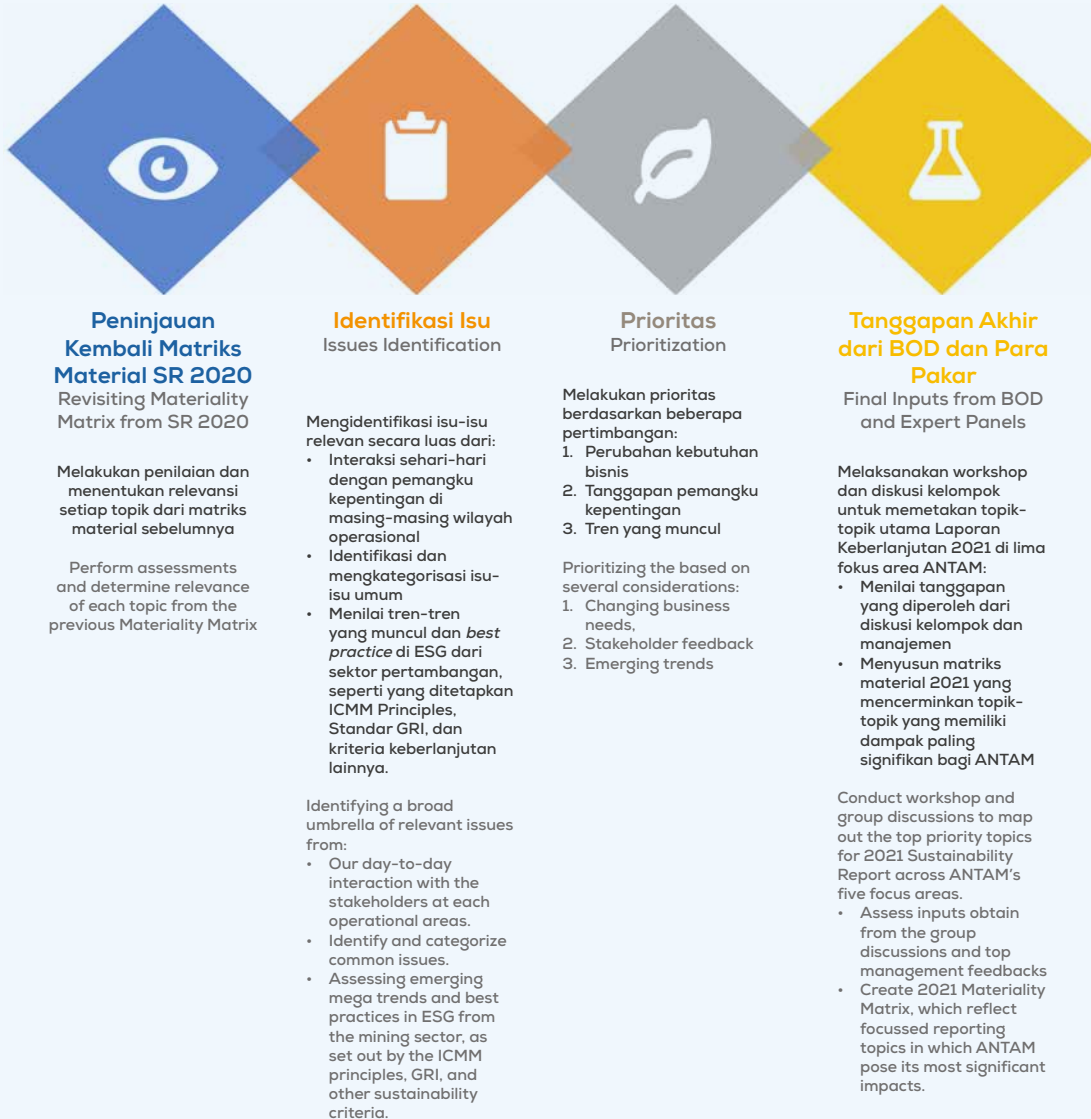 Peninjauan
Kembali Matriks
Material SR 2020
Revisiting Materiality
Matrix from SR 2020
Melakukan penilaian dan
menentukan relevansi
setiap topik dari matriks
material sebelumnya
Perform assessments
and determine relevance
of each topic from the
previous Materiality Matrix
Identifikasi Isu
Issues Identification
Mengidentifikasi isu-isu
relevan secara luas dari:
• Interaksi sehari-hari
dengan pemangku
kepentingan di
masing-masing wilayah
operasional
• Identifikasi dan
mengkategorisasi isu-
isu umum
• Menilai tren-tren
yang muncul dan best
practice di ESG dari
sektor pertambangan,
seperti yang ditetapkan
ICMM Principles,
Standar GRI, dan
kriteria keberlanjutan
lainnya.
Identifying a broad
umbrella of relevant issues
from:
• Our day-to-day
interaction with the
stakeholders at each
operational areas.
• Identify and categorize
common issues.
• Assessing emerging
mega trends and best
practices in ESG from
the mining sector, as
set out by the ICMM
principles, GRI, and
other sustainability
criteria.
Prioritas
Prioritization
Melakukan prioritas
berdasarkan beberapa
pertimbangan:
1. Perubahan kebutuhan
bisnis
2. Tanggapan pemangku
kepentingan
3. Tren yang muncul
Prioritizing the based on
several considerations:
1. Changing business
needs,
2. Stakeholder feedback
3. Emerging trends
Tanggapan Akhir
dari BOD dan Para
Pakar
Final Inputs from BOD
and Expert Panels
Melaksanakan workshop
dan diskusi kelompok
untuk memetakan topik-
topik utama Laporan
Keberlanjutan 2021 di lima
fokus area ANTAM:
• Menilai tanggapan
yang diperoleh dari
diskusi kelompok dan
manajemen
• Menyusun matriks
material 2021 yang
mencerminkan topik-
topik yang memiliki
dampak paling
signifikan bagi ANTAM
Conduct workshop and
group discussions to map
out the top priority topics
for 2021 Sustainability
Report across ANTAM's
five focus areas.
• Assess inputs obtain
from the group
discussions and top
management feedbacks
• Create 2021 Materiality
Matrix, which reflect
focussed reporting
topics in which ANTAM
pose its most significant
impacts.